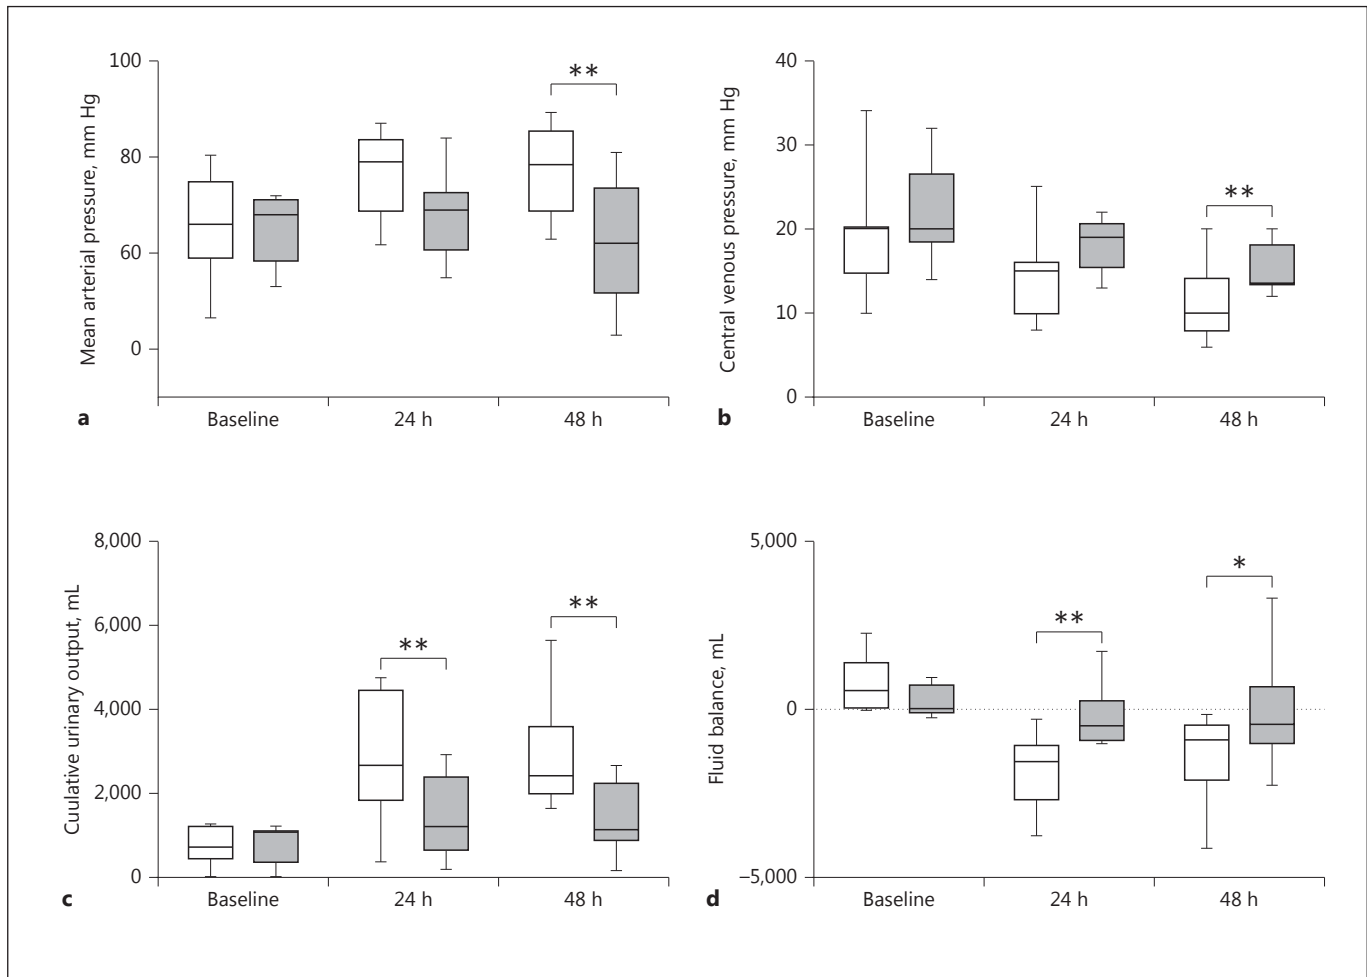 Mean arterial pressure, mm Hg
100
80
60
0
**
Baseline
24 h
48 h
a
Central venous pressure, mm Hg
40
30
20
10
0
**
Baseline
24 h
48 h
b
Cuulative urinary output, mL
8,000
6,000
4,000
2,000
0
**
**
Baseline
24 h
48 h
c
Fluid balance, mL
5,000
0
–5,000
**
*
Baseline
24 h
48 h
d